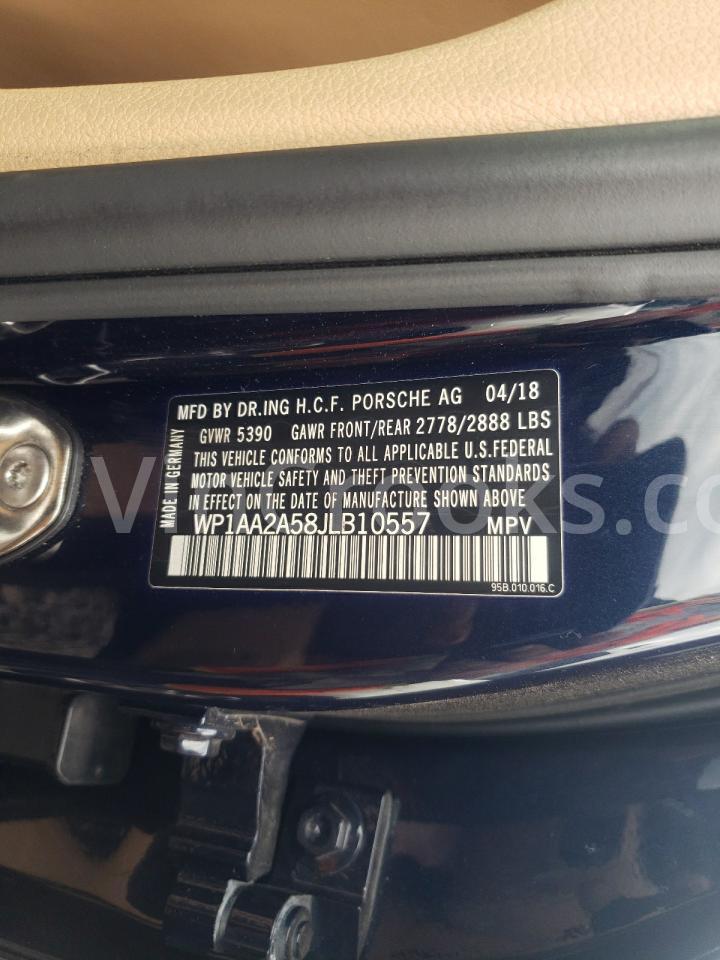 MFD BY DR.ING H.C.F. PORSCHE AG 04/18
GVWR 5390 GAWR FRONT/REAR 2778/2888 LBS
THIS VEHICLE CONFORMS TO ALL APPLICABLE U.S.FEDERAL
MOTOR VEHICLE SAFETY AND THEFT PREVENTION STANDARDS
IN EFFECT ON THE DATE OF MANUFACTURE SHOWN ABOVE
WP1AA2A58JLB10557 MPV
95B.010.016.C
MADE IN GERMANY